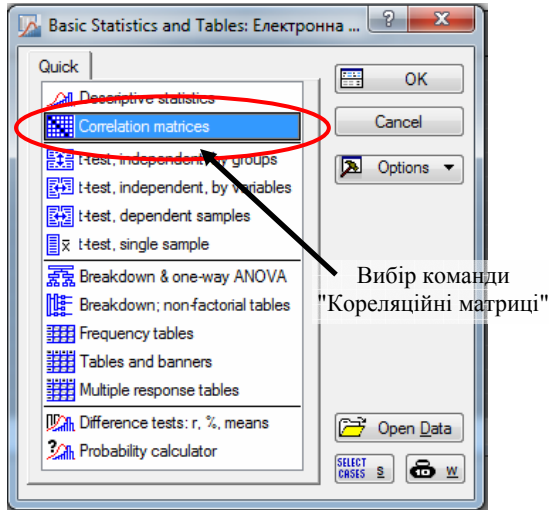 Basic Statistics and Tables: Електронна ...
Quick
Descriptive statistics
Correlation matrices
t-test, independent, by groups
t-test, independent, by variables
t-test, dependent samples
t-test, single sample
Breakdown & one-way ANOVA
Breakdown; non-factorial tables
Frequency tables
Tables and banners
Multiple response tables
Difference tests: r, %, means
Probability calculator
OK
Cancel
Options
Вибір команди
"Кореляційні матриці"
Open Data
SELECT
CASES S
W